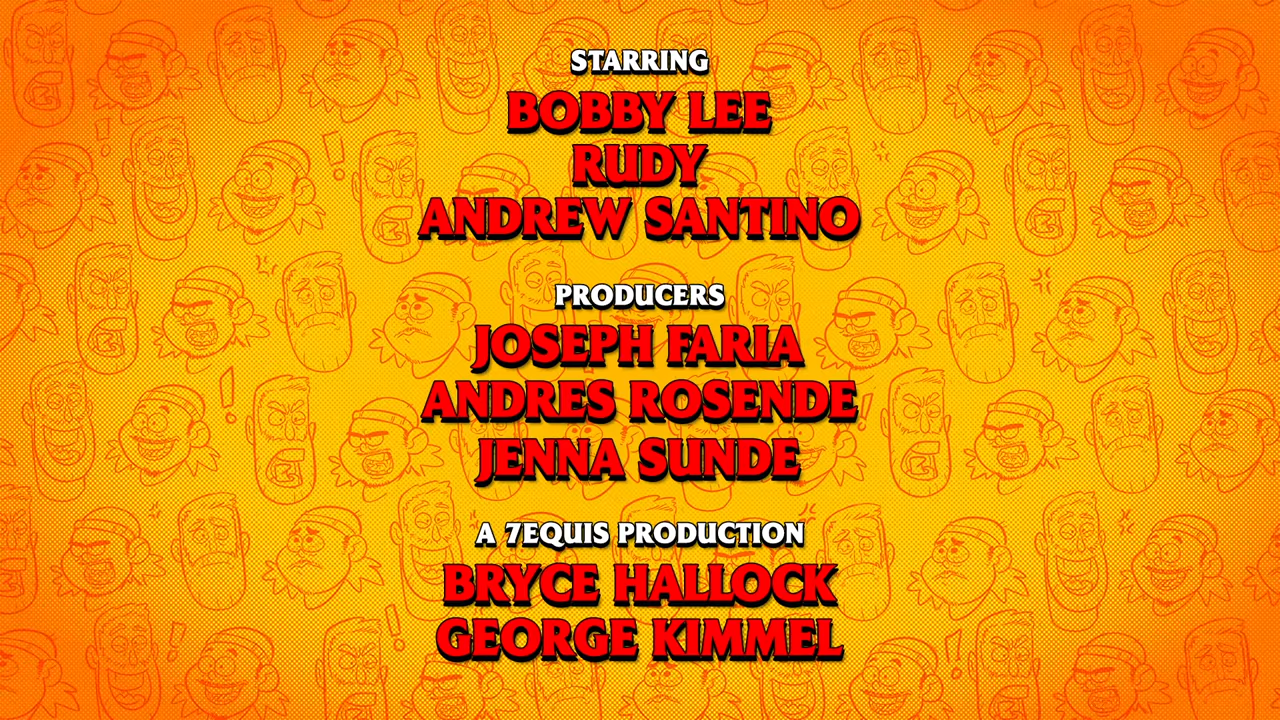 STARRING
BOBBY LEE
RUDY
ANDREW SANTINO
PRODUCERS
JOSEPH FARIA
ANDRES ROSENDE
JENNA SUNDE
A 7EQUIS PRODUCTION
BRYCE HALLOCK
GEORGE KIMMEL